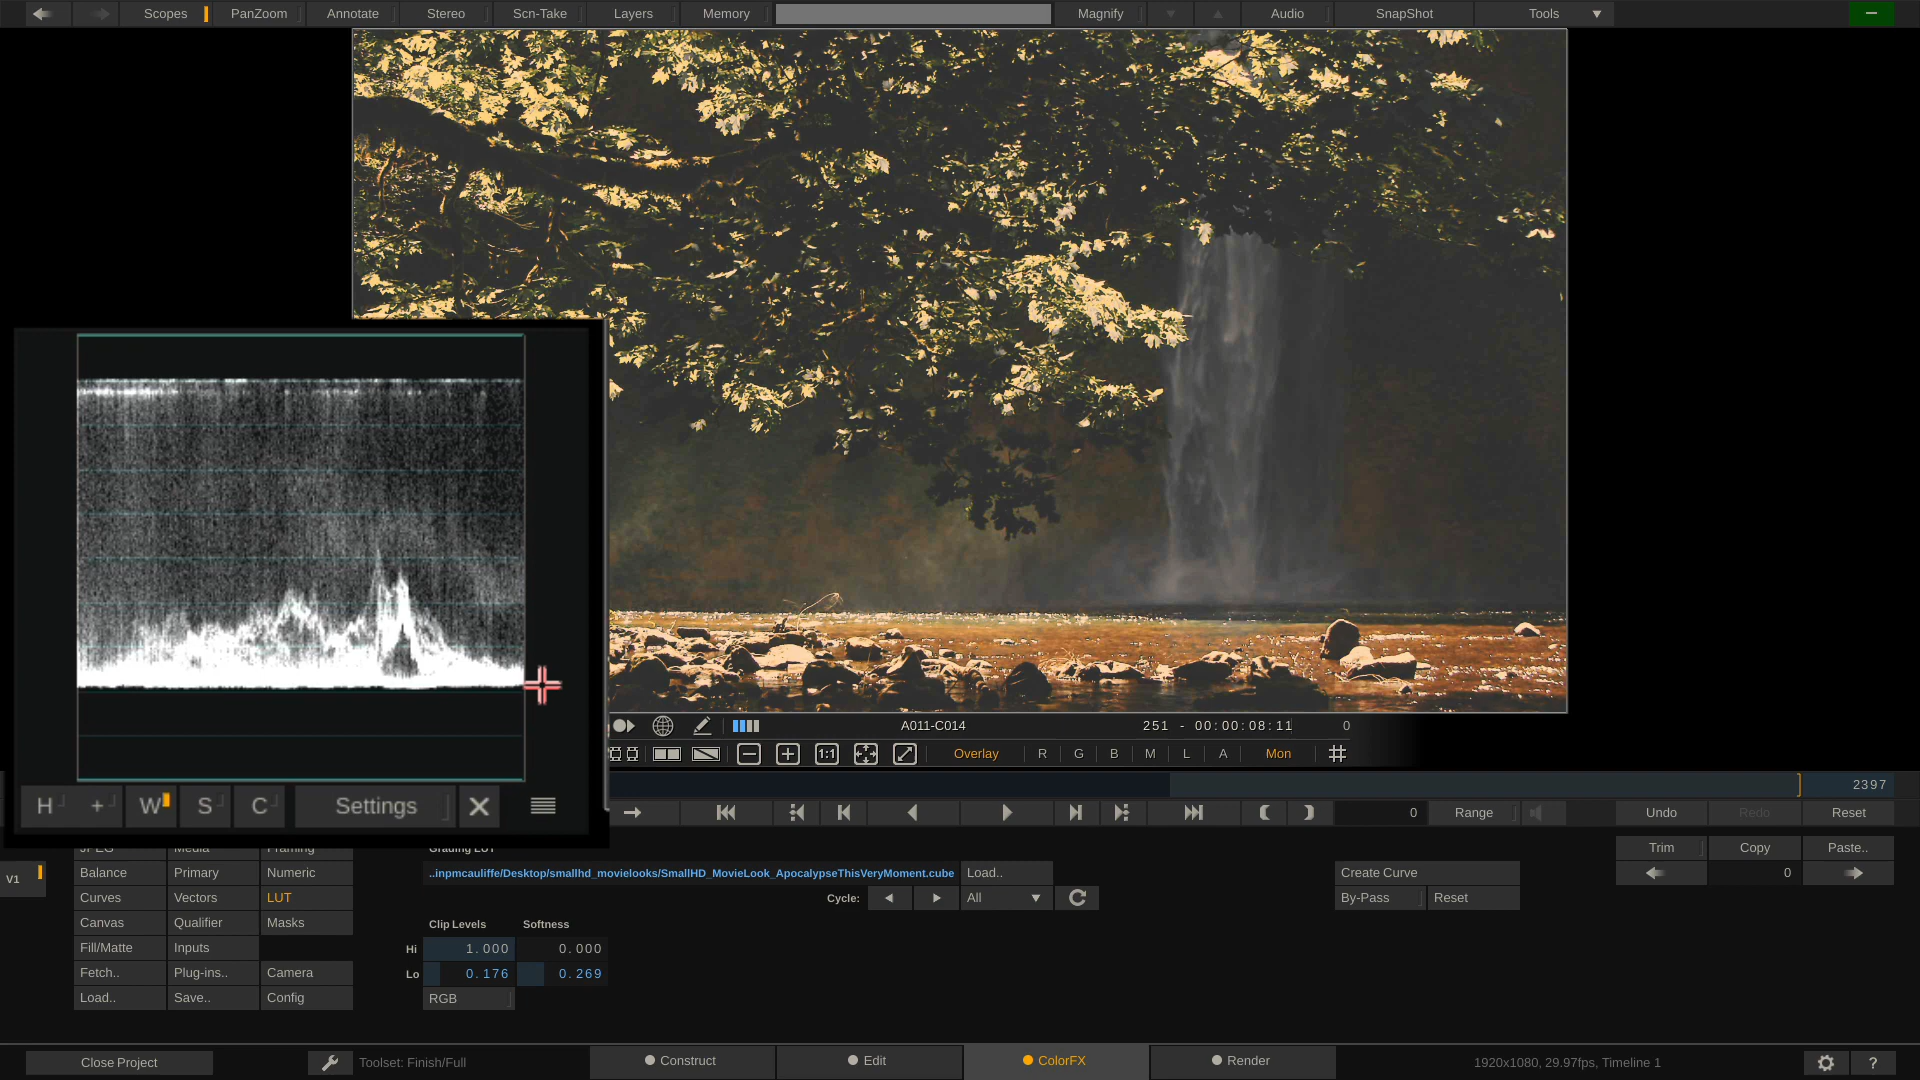 Scopes PanZoom Annotate Stereo Scn-Take Layers Memory Magnify Audio SnapShot Tools
A011-C014 251 - 00:00:08:11 0
1:1 Overlay R G B M L A Mon
2397
H + W S C Settings
0 Range Undo Redo Reset
JPEG Media Framing Grading LUT Trim Copy Paste..
V1 Balance Primary Numeric ..inpmcauliffe/Desktop/smallhd_movielooks/SmallHD_MovieLook_ApocalypseThisVeryMoment.cube Load.. Create Curve 0
Curves Vectors LUT Cycle: All By-Pass Reset
Canvas Qualifier Masks Clip Levels Softness
Fill/Matte Inputs Hi 1.000 0.000
Fetch.. Plug-ins.. Camera Lo 0.176 0.269
Load.. Save.. Config RGB
Close Project Toolset: Finish/Full Construct Edit ColorFX Render 1920x1080, 29.97fps, Timeline 1 ?